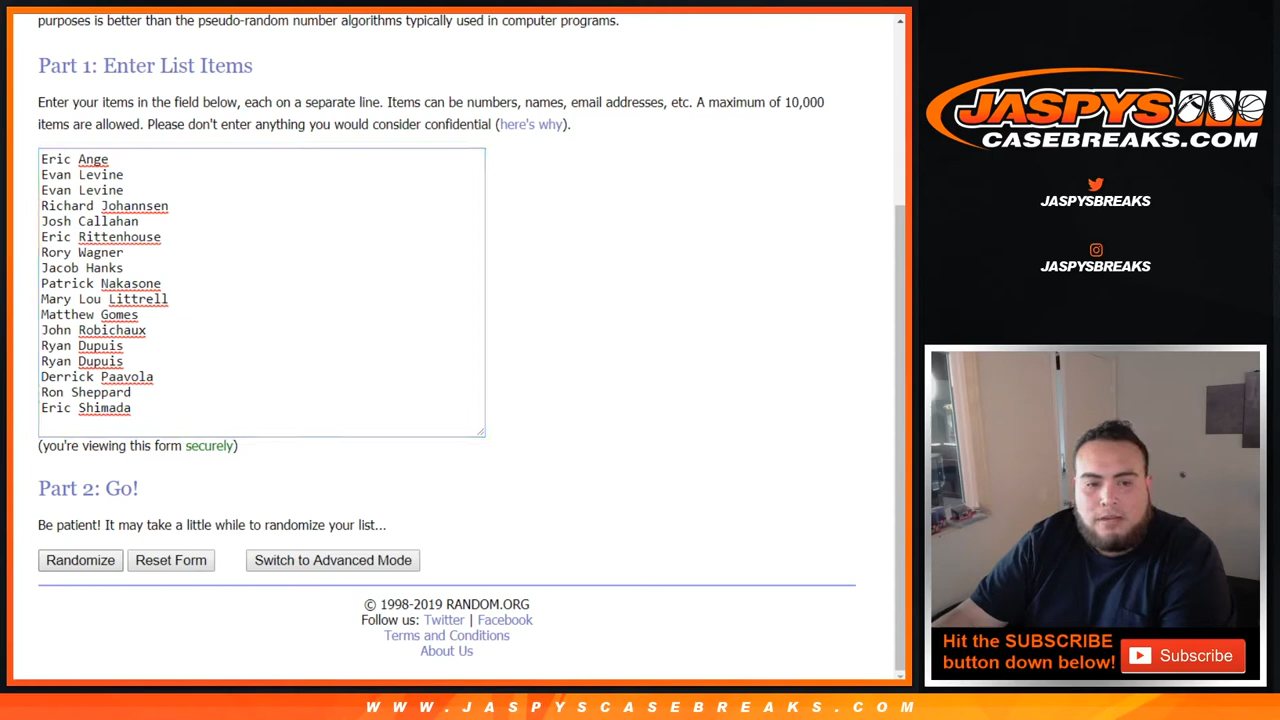 purposes is better than the pseudo-random number algorithms typically used in computer programs.
Part 1: Enter List Items
Enter your items in the field below, each on a separate line. Items can be numbers, names, email addresses, etc. A maximum of 10,000
items are allowed. Please don't enter anything you would consider confidential (here's why).
Eric Ange
Evan Levine
Evan Levine
Richard Johannsen
Josh Callahan
Eric Rittenhouse
Rory Wagner
Jacob Hanks
Patrick Nakasone
Mary Lou Littrell
Matthew Gomes
John Robichaux
Ryan Dupuis
Ryan Dupuis
Derrick Paavola
Ron Sheppard
Eric Shimada
(you're viewing this form securely)
Part 2: Go!
Be patient! It may take a little while to randomize your list...
Randomize Reset Form Switch to Advanced Mode
© 1998-2019 RANDOM.ORG
Follow us: Twitter | Facebook
Terms and Conditions
About Us
JASPYS
CASEBREAKS.COM
JASPYSBREAKS
JASPYSBREAKS
Hit the SUBSCRIBE
button down below!
Subscribe
WWW.JASPYSCASEBREAKS.COM